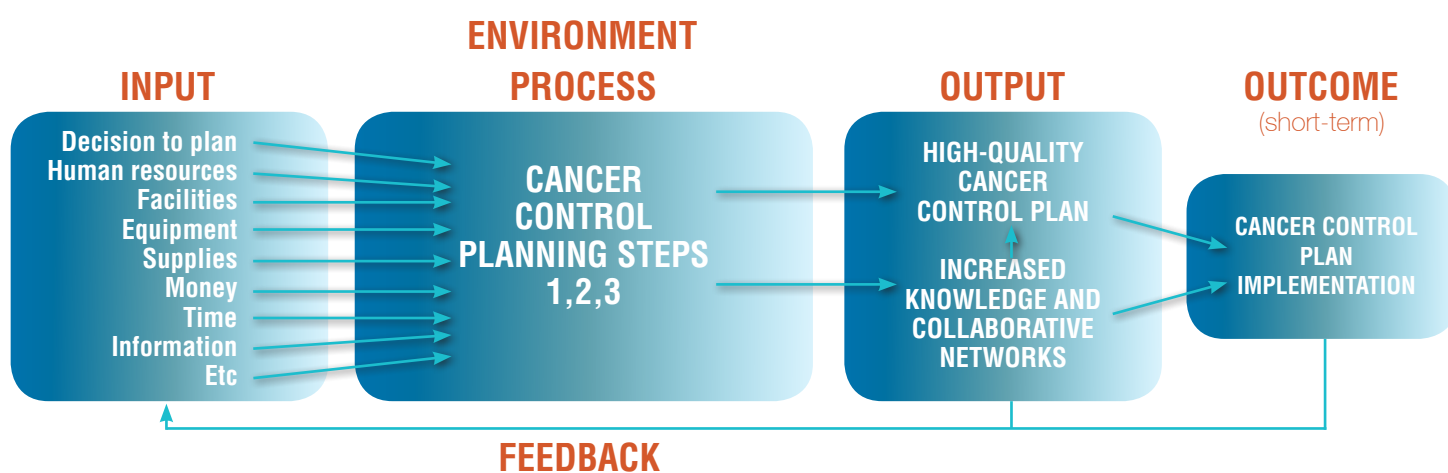 ENVIRONMENT
INPUT
PROCESS
OUTPUT
OUTCOME
(short-term)
Decision to plan
Human resources
Facilities
Equipment
Supplies
Money
Time
Information
Etc
CANCER
CONTROL
PLANNING STEPS
1,2,3
HIGH-QUALITY
CANCER
CONTROL PLAN
INCREASED
KNOWLEDGE AND
COLLABORATIVE
NETWORKS
CANCER CONTROL
PLAN
IMPLEMENTATION
FEEDBACK